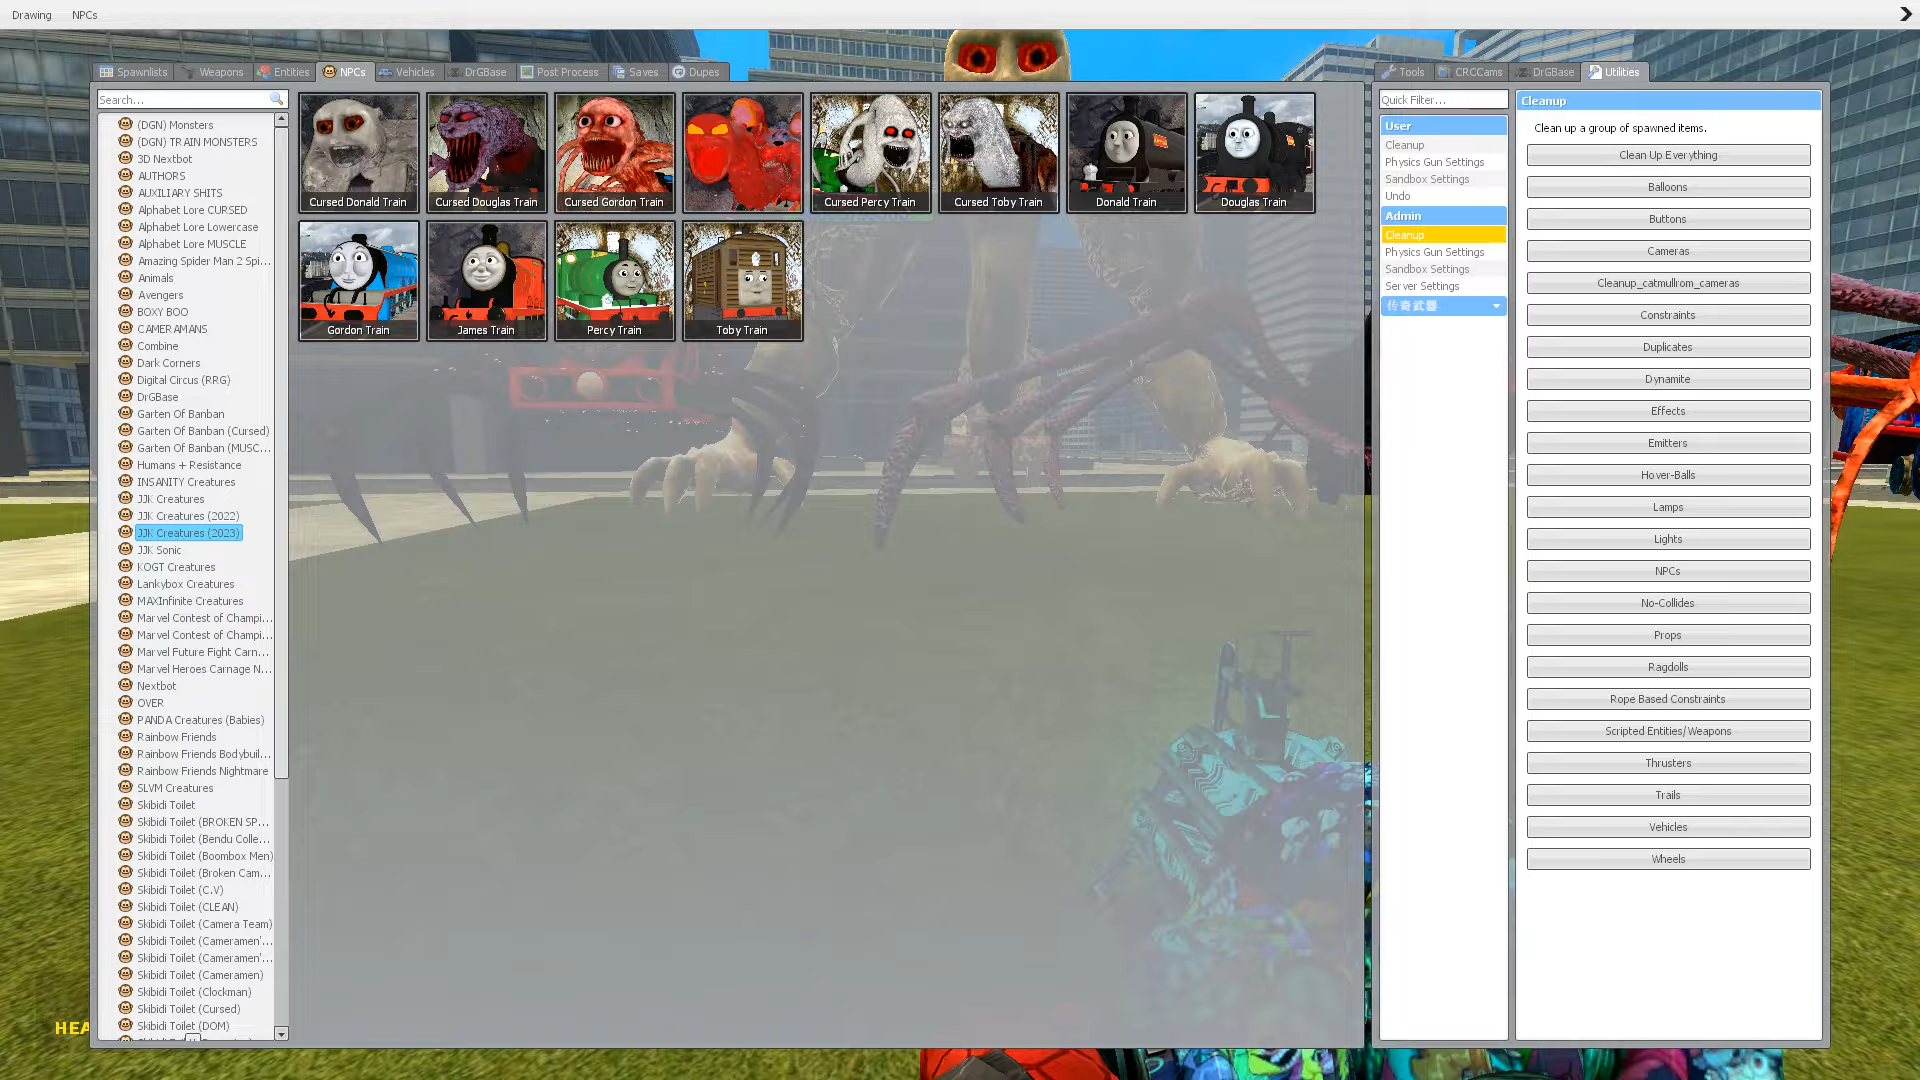 Drawing NPCs
Spawnlists Weapons Entities NPCs Vehicles DrGBase Post Process Saves Dupes
Tools CRCCams DrGBase Utilities
Search...
(DGN) Monsters
(DGN) TRAIN MONSTERS
3D Nextbot
AUTHORS
AUXILIARY SHITS
Alphabet Lore CURSED
Alphabet Lore Lowercase
Alphabet Lore MUSCLE
Amazing Spider Man 2 Spi...
Animals
Avengers
BOXY BOO
CAMERAMANS
Combine
Dark Corners
Digital Circus (RRG)
DrGBase
Garten Of Banban
Garten Of Banban (Cursed)
Garten Of Banban (MUSC...
Humans + Resistance
INSANITY Creatures
JJK Creatures
JJK Creatures (2022)
JJK Creatures (2023)
JJK Sonic
KOGT Creatures
Lankybox Creatures
MAXInfinite Creatures
Marvel Contest of Champi...
Marvel Contest of Champi...
Marvel Future Fight Carn...
Marvel Heroes Carnage N...
Nextbot
OVER
PANDA Creatures (Babies)
Rainbow Friends
Rainbow Friends Bodybuil...
Rainbow Friends Nightmare
SLVM Creatures
Skibidi Toilet
Skibidi Toilet (BROKEN SP...
Skibidi Toilet (Bendu Colle...
Skibidi Toilet (Boombox Men)
Skibidi Toilet (Broken Cam...
Skibidi Toilet (C.V)
Skibidi Toilet (CLEAN)
Skibidi Toilet (Camera Team)
Skibidi Toilet (Cameramen'...
Skibidi Toilet (Cameramen'...
Skibidi Toilet (Cameramen)
Skibidi Toilet (Clockman)
Skibidi Toilet (Cursed)
Skibidi Toilet (DOM)
Cursed Donald Train
Cursed Douglas Train
Cursed Gordon Train
Cursed Percy Train
Cursed Toby Train
Donald Train
Douglas Train
Gordon Train
James Train
Percy Train
Toby Train
Quick Filter...
User
Cleanup
Physics Gun Settings
Sandbox Settings
Undo
Admin
Cleanup
Physics Gun Settings
Sandbox Settings
Server Settings
传奇武器
Cleanup
Clean up a group of spawned items.
Clean Up Everything
Balloons
Buttons
Cameras
Cleanup_catmullrom_cameras
Constraints
Duplicates
Dynamite
Effects
Emitters
Hover-Balls
Lamps
Lights
NPCs
No-Collides
Props
Ragdolls
Rope Based Constraints
Scripted Entities/Weapons
Thrusters
Trails
Vehicles
Wheels
HEA